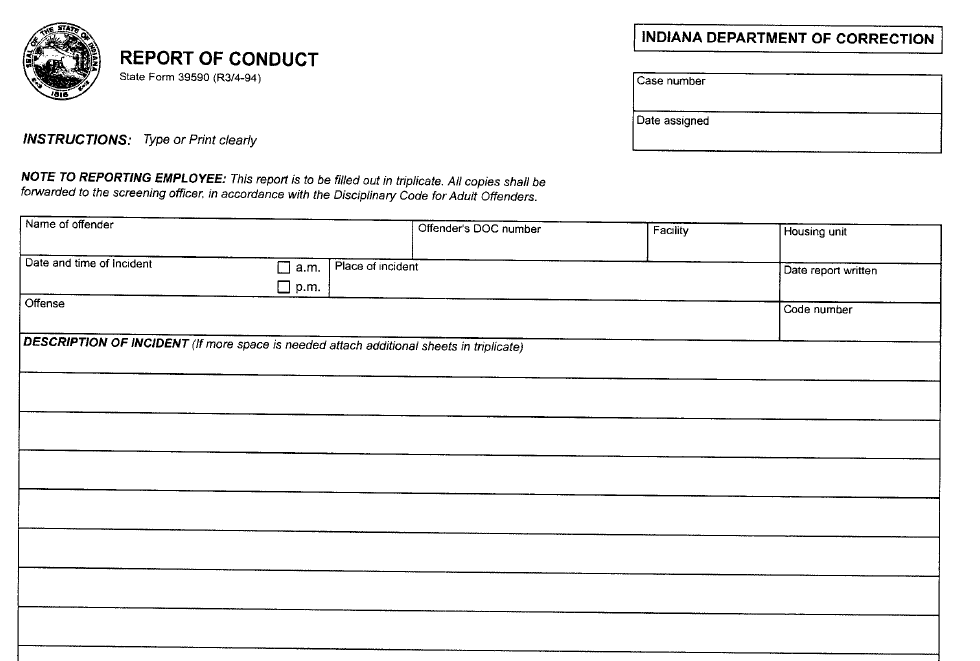 SEAL OF THE STATE OF INDIANA
1816
REPORT OF CONDUCT
State Form 39590 (R3/4-94)
INDIANA DEPARTMENT OF CORRECTION
Case number
Date assigned
INSTRUCTIONS: Type or Print clearly
NOTE TO REPORTING EMPLOYEE: This report is to be filled out in triplicate. All copies shall be
forwarded to the screening officer, in accordance with the Disciplinary Code for Adult Offenders.
Name of offender
Offender's DOC number
Facility
Housing unit
Date and time of Incident
a.m.
p.m.
Place of incident
Date report written
Offense
Code number
DESCRIPTION OF INCIDENT (If more space is needed attach additional sheets in triplicate)